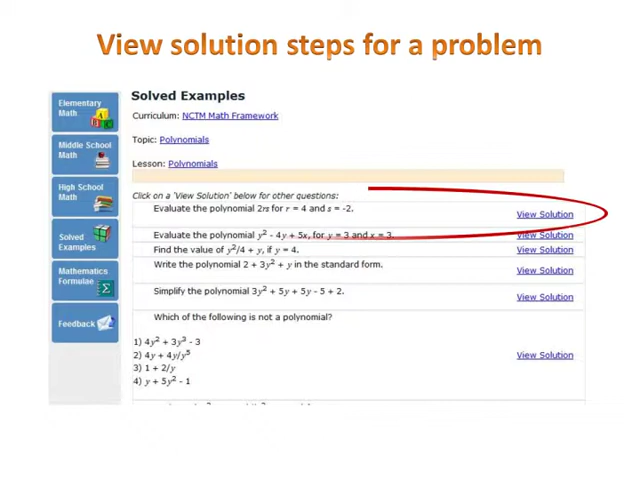 View solution steps for a problem
Elementary
Math
Middle School
Math
High School
Math
Solved
Examples
Mathematics
Formulae
Feedback
Solved Examples
Curriculum: NCTM Math Framework
Topic: Polynomials
Lesson: Polynomials
Click on a 'View Solution' below for other questions:
Evaluate the polynomial 2rs for r = 4 and s = -2. View Solution
Evaluate the polynomial y² - 4y + 5x, for y = 3 and x = 3. View Solution
Find the value of y²/4 + y, if y = 4. View Solution
Write the polynomial 2 + 3y² + y in the standard form. View Solution
Simplify the polynomial 3y² + 5y + 5y - 5 + 2. View Solution
Which of the following is not a polynomial?
1) 4y² + 3y³ - 3
2) 4y + 4y/y⁵ View Solution
3) 1 + 2/y
4) y + 5y² - 1